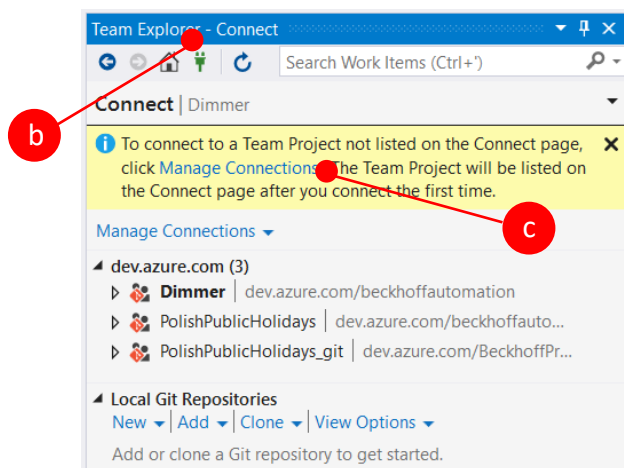 Team Explorer - Connect
Search Work Items (Ctrl+')
Connect | Dimmer
b
To connect to a Team Project not listed on the Connect page,
click Manage Connections. The Team Project will be listed on
the Connect page after you connect the first time.
c
Manage Connections
dev.azure.com (3)
Dimmer | dev.azure.com/beckhoffautomation
PolishPublicHolidays | dev.azure.com/beckhoffauto...
PolishPublicHolidays_git | dev.azure.com/BeckhoffPr...
Local Git Repositories
New | Add | Clone | View Options
Add or clone a Git repository to get started.